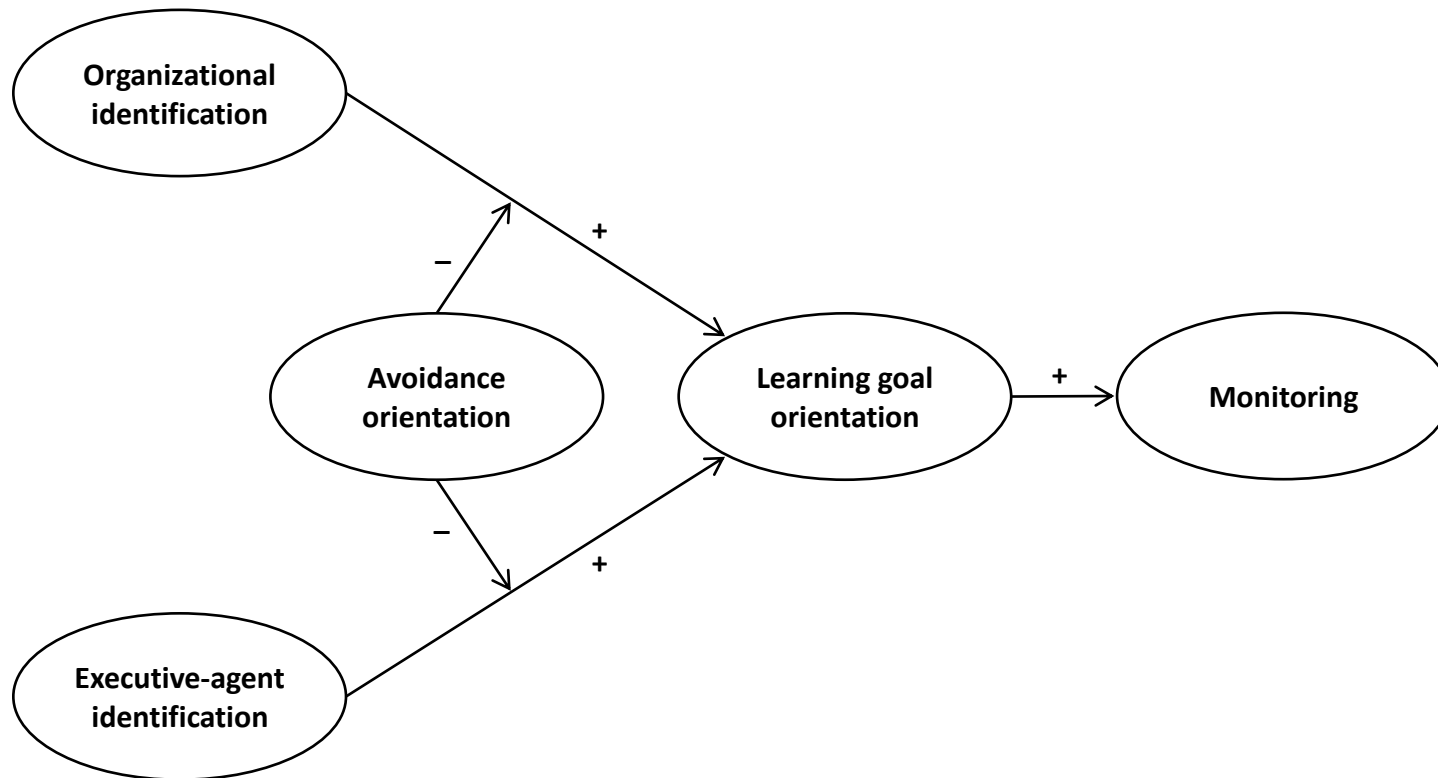 Organizational
identification
+
–
Avoidance
orientation
Learning goal
orientation
+
Monitoring
–
+
Executive-agent
identification